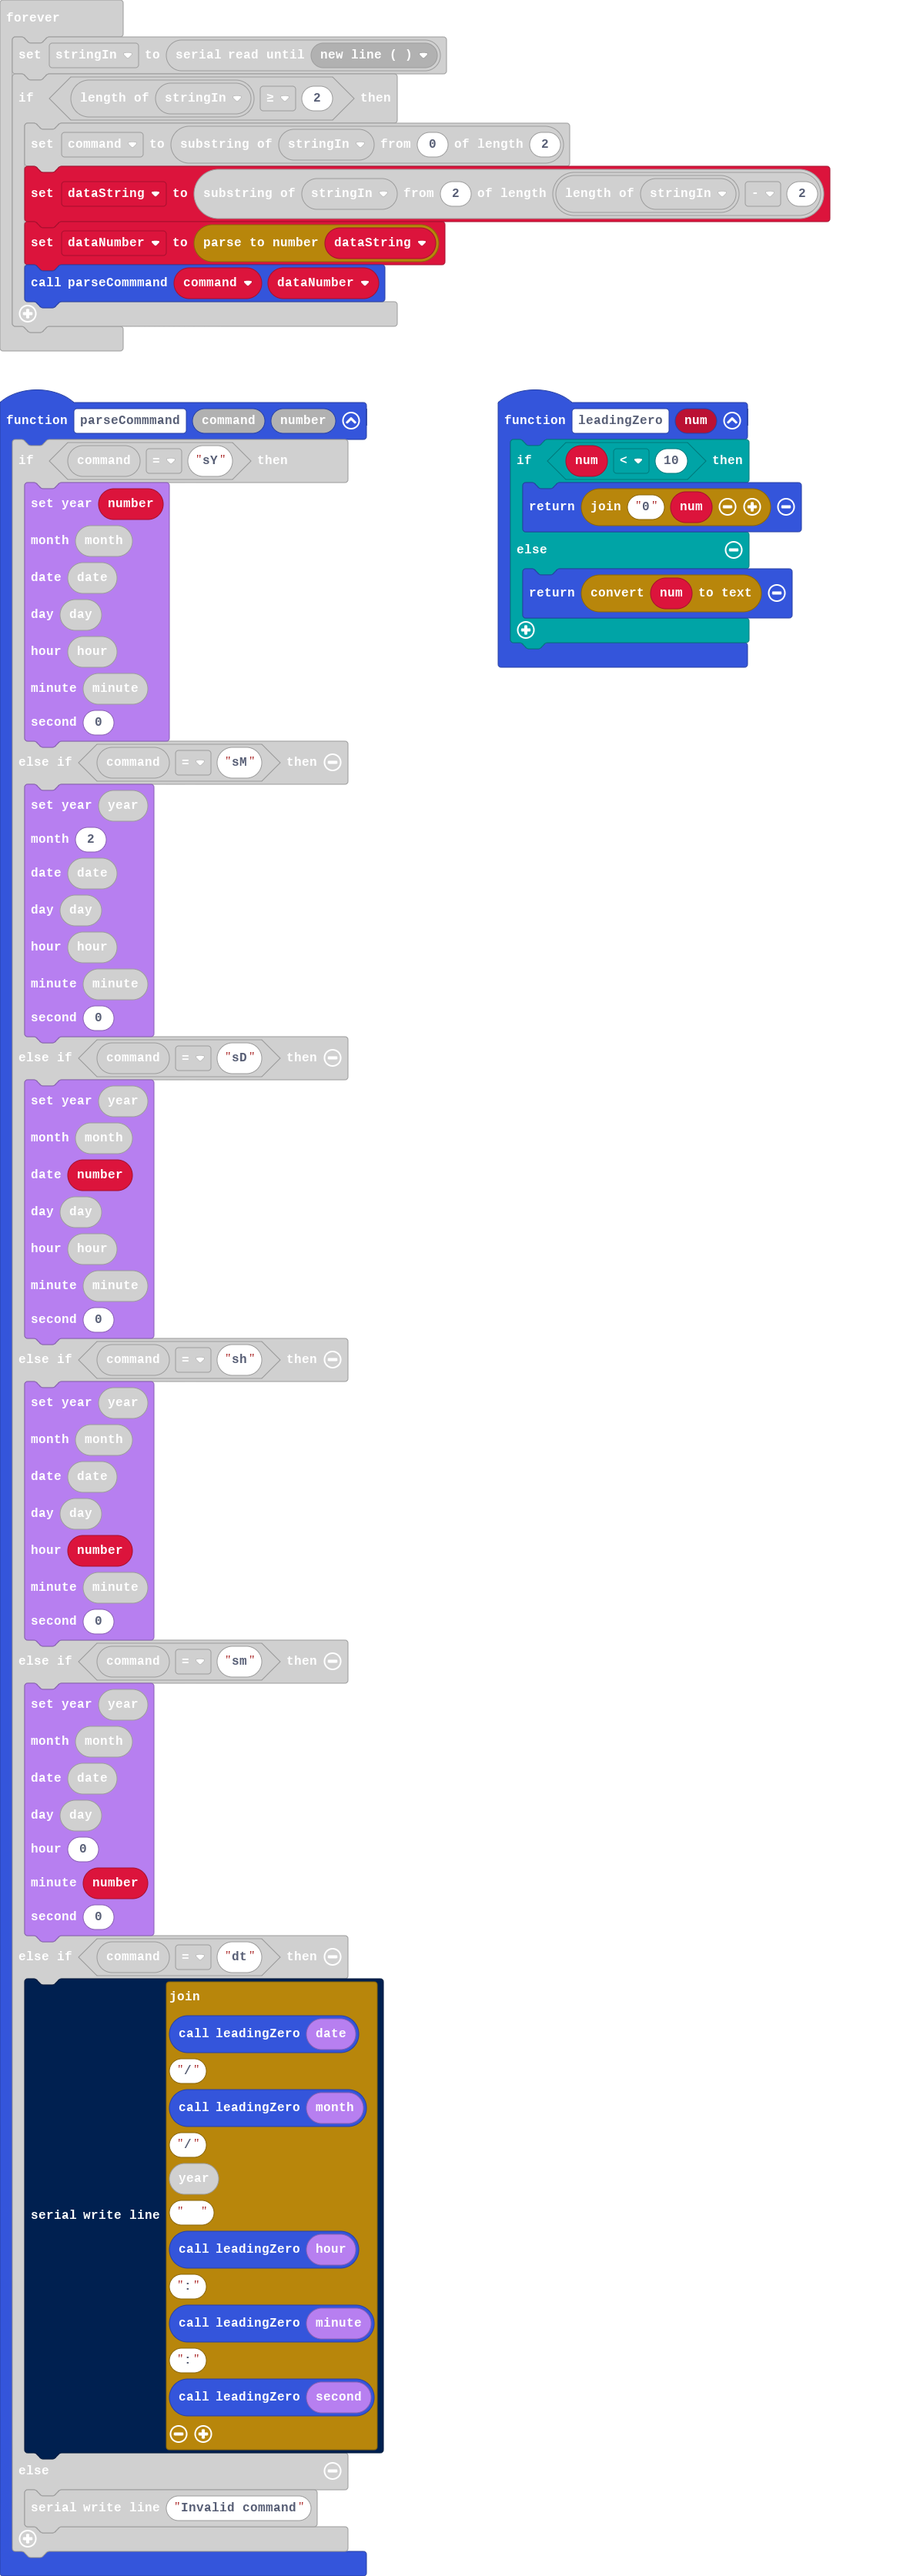 forever
set stringIn to serial read until new line ( )
if length of stringIn ≥ 2 then
set command to substring of stringIn from 0 of length 2
set dataString to substring of stringIn from 2 of length length of stringIn - 2
set dataNumber to parse to number dataString
call parseCommmand command dataNumber
function parseCommmand command number
if command = "sY" then
set year number
month month
date date
day day
hour hour
minute minute
second 0
else if command = "sM" then
set year year
month 2
date date
day day
hour hour
minute minute
second 0
else if command = "sD" then
set year year
month month
date number
day day
hour hour
minute minute
second 0
else if command = "sh" then
set year year
month month
date date
day day
hour number
minute minute
second 0
else if command = "sm" then
set year year
month month
date date
day day
hour 0
minute number
second 0
else if command = "dt" then
serial write line join
call leadingZero date
"/"
call leadingZero month
"/"
year
" "
call leadingZero hour
":"
call leadingZero minute
":"
call leadingZero second
else
serial write line "Invalid command"
function leadingZero num
if num < 10 then
return join "0" num
else
return convert num to text